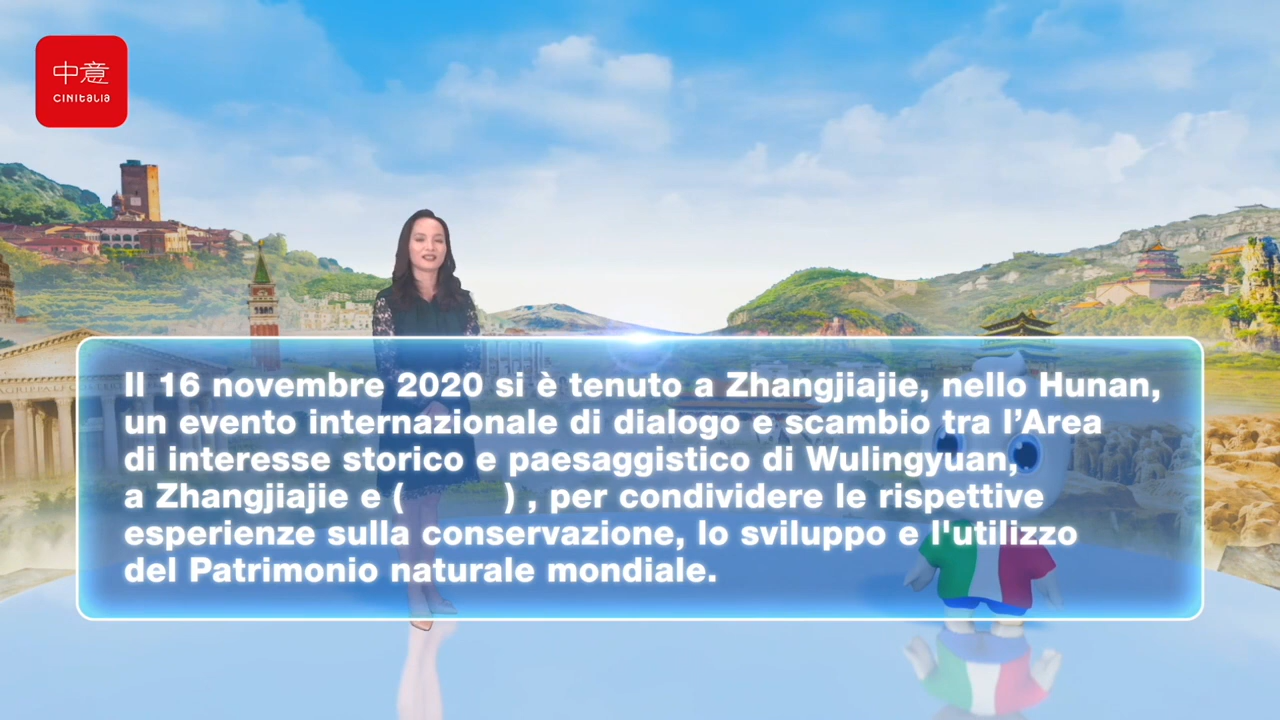 中意
CINITALIA
Il 16 novembre 2020 si è tenuto a Zhangjiajie, nello Hunan,
un evento internazionale di dialogo e scambio tra l’Area
di interesse storico e paesaggistico di Wulingyuan,
a Zhangjiajie e ( ) , per condividere le rispettive
esperienze sulla conservazione, lo sviluppo e l'utilizzo
del Patrimonio naturale mondiale.